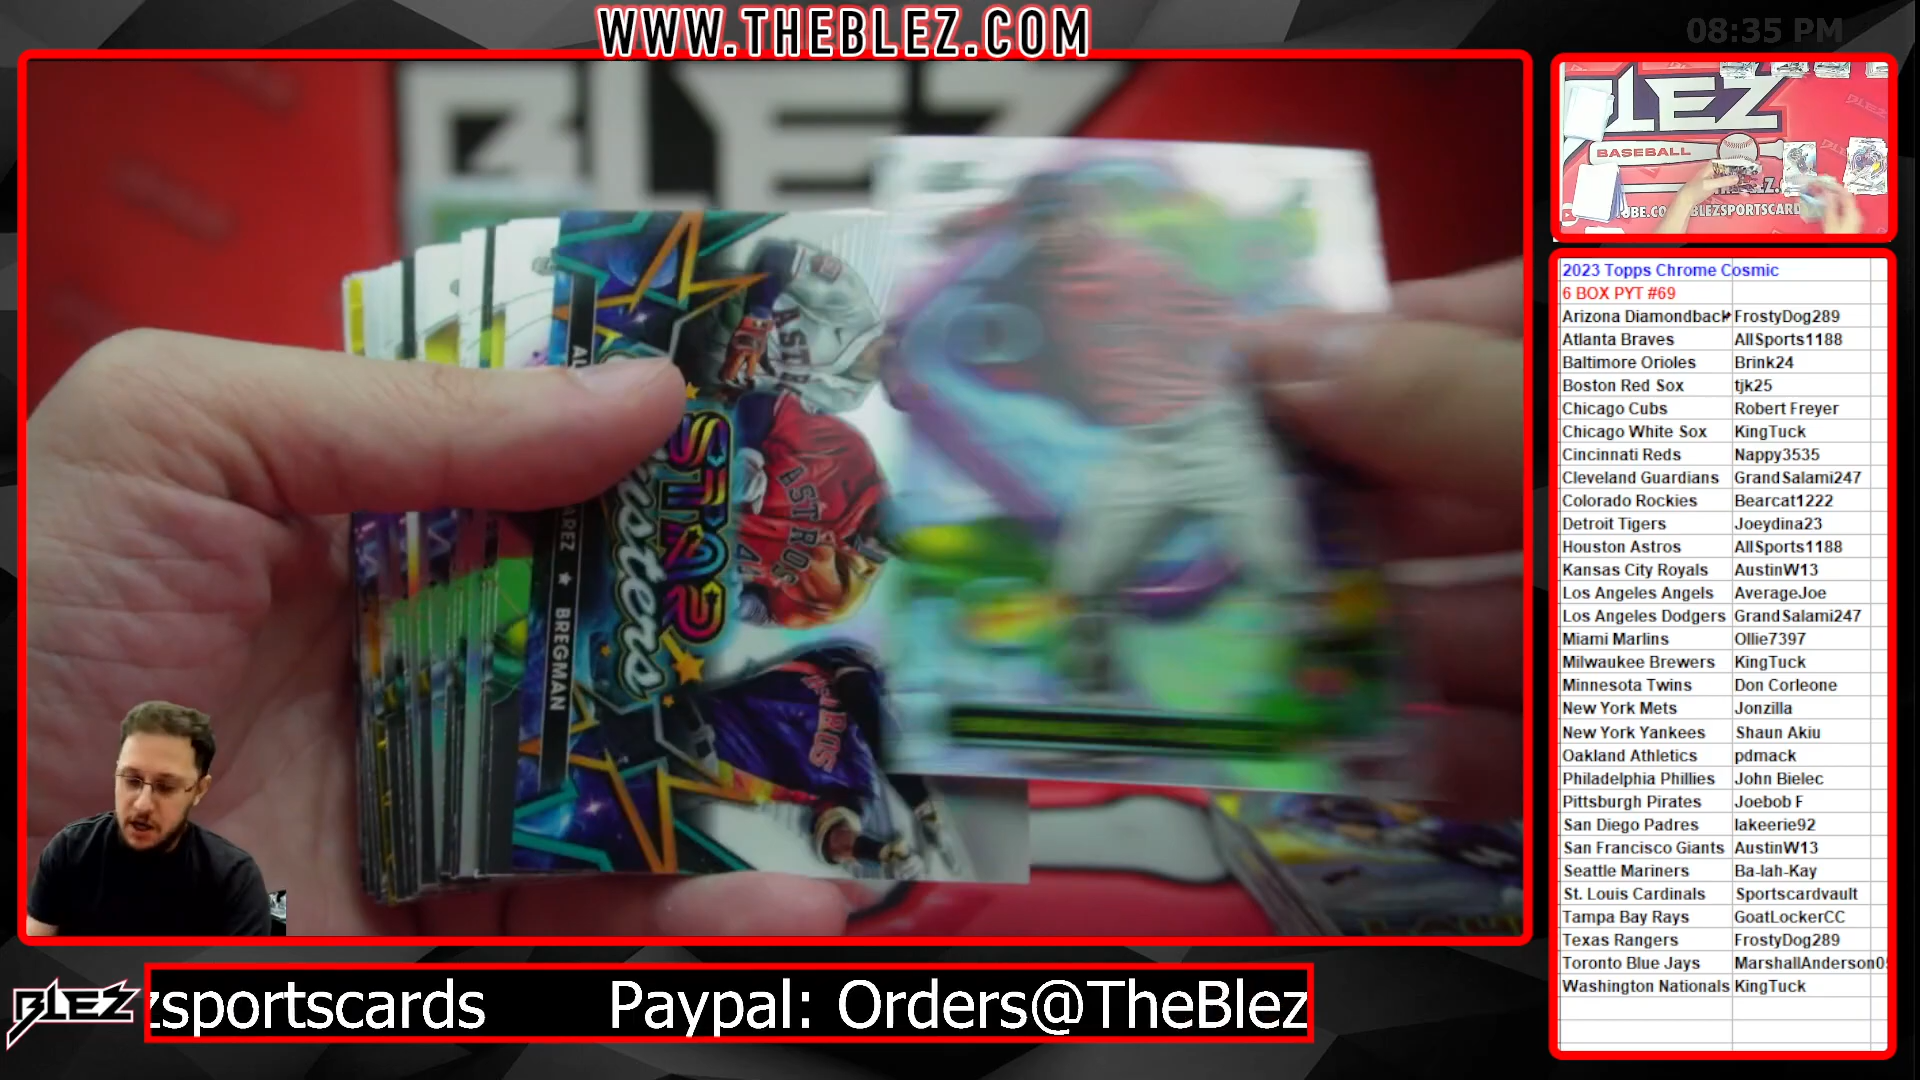 WWW.THEBLEZ.COM
08:35 PM
BLEZ
LEZ
BASEBALL
BLEZSPORTSCARD
STAR
ASTROS
AREZ ★ BREGMAN
2023 Topps Chrome Cosmic
6 BOX PYT #69
Arizona Diamondback FrostyDog289
Atlanta Braves AllSports1188
Baltimore Orioles Brink24
Boston Red Sox tjk25
Chicago Cubs Robert Freyer
Chicago White Sox KingTuck
Cincinnati Reds Nappy3535
Cleveland Guardians GrandSalami247
Colorado Rockies Bearcat1222
Detroit Tigers Joeydina23
Houston Astros AllSports1188
Kansas City Royals AustinW13
Los Angeles Angels AverageJoe
Los Angeles Dodgers GrandSalami247
Miami Marlins Ollie7397
Milwaukee Brewers KingTuck
Minnesota Twins Don Corleone
New York Mets Jonzilla
New York Yankees Shaun Akiu
Oakland Athletics pdmack
Philadelphia Phillies John Bielec
Pittsburgh Pirates Joebob F
San Diego Padres lakeerie92
San Francisco Giants AustinW13
Seattle Mariners Ba-lah-Kay
St. Louis Cardinals Sportscardvault
Tampa Bay Rays GoatLockerCC
Texas Rangers FrostyDog289
Toronto Blue Jays MarshallAnderson05
Washington Nationals KingTuck
BLEZ
zsportscards Paypal: Orders@TheBlez